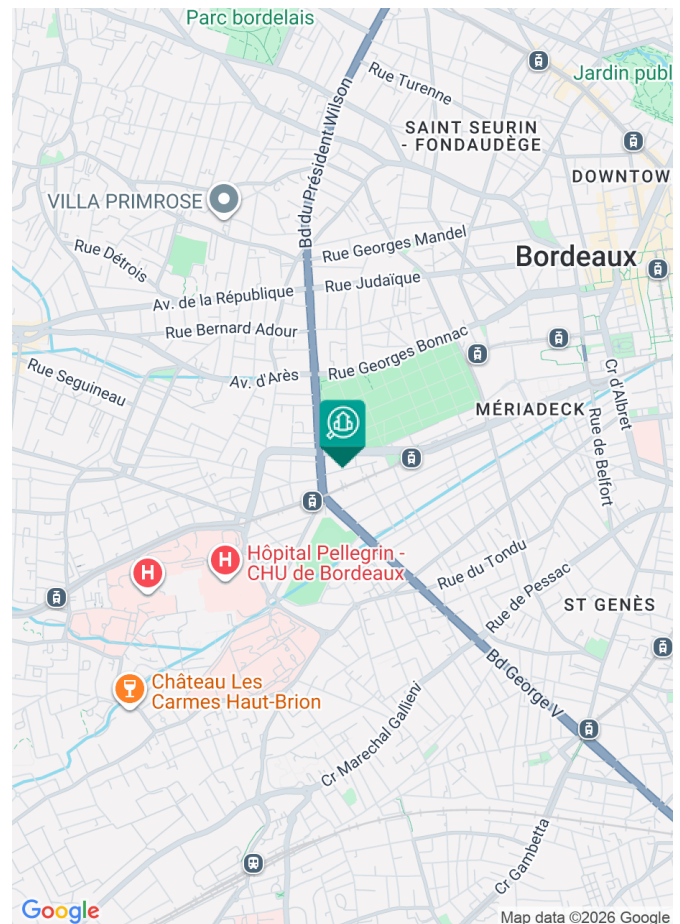 Parc bordelais
Rue Turenne
Jardin publ
Bd du Président Wilson
SAINT SEURIN
- FONDAUDÈGE
DOWNTOW
VILLA PRIMROSE
Rue Georges Mandel
Rue Détrois
Bordeaux
Rue Judaïque
Av. de la République
Rue Bernard Adour
Rue Georges Bonnac
Rue Seguineau
Av. d'Arès
Cr d'Albret
MÉRIADECK
Rue de Belfort
H
H
Hôpital Pellegrin -
CHU de Bordeaux
Rue du Tondu
Rue de Pessac
ST GENÈS
Château Les
Carmes Haut-Brion
Bd George V
Cr Marechal Gallieni
Cr Gambetta
Google
Map data ©2026 Google